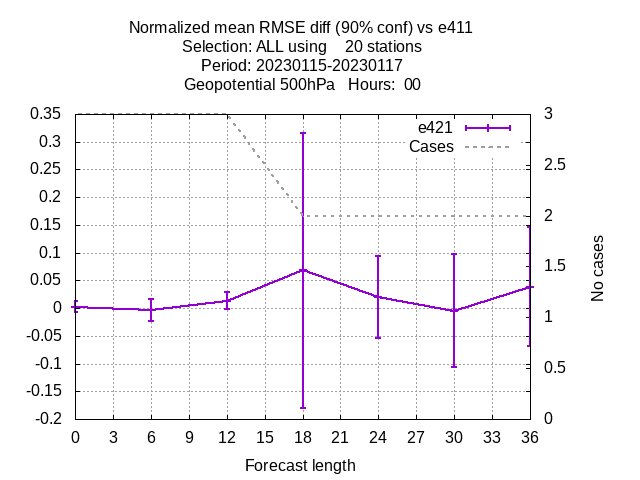 Normalized mean RMSE diff (90% conf) vs e411
Selection: ALL using    20 stations
Period: 20230115-20230117
Geopotential 500hPa   Hours:  00
e421
Cases
0.35
0.3
0.25
0.2
0.15
0.1
0.05
0
-0.05
-0.1
-0.15
-0.2
3
2.5
2
1.5
1
0.5
0
No cases
0 3 6 9 12 15 18 21 24 27 30 33 36
Forecast length